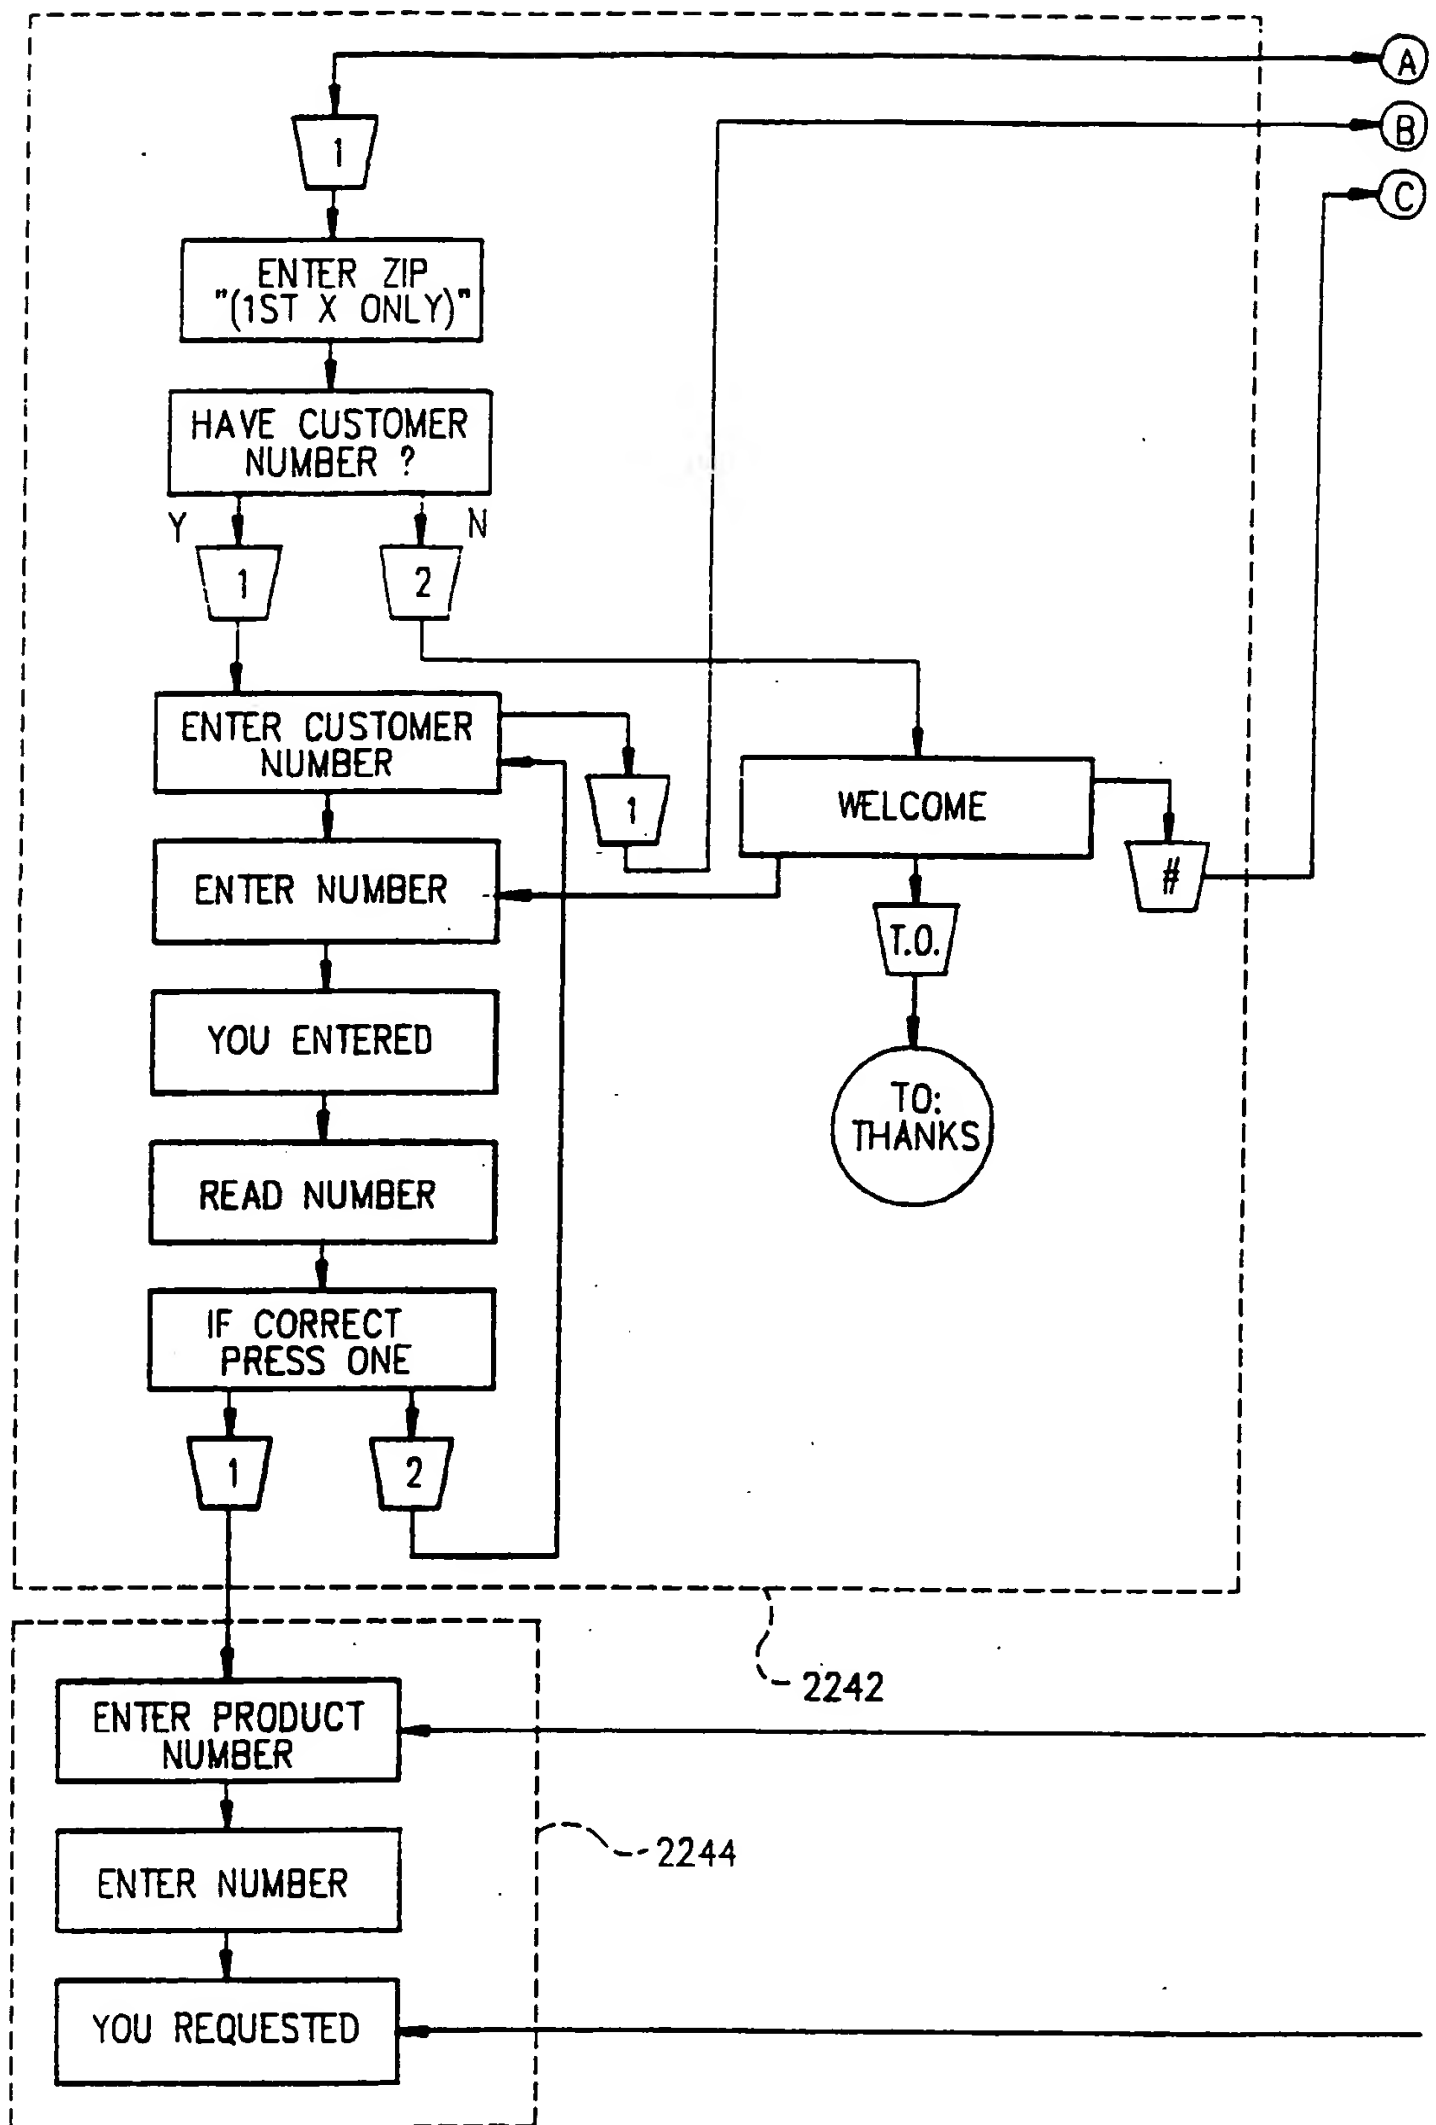 A
B
C
1
ENTER ZIP
"(1ST X ONLY)"
HAVE CUSTOMER
NUMBER ?
Y
N
1
2
ENTER CUSTOMER
NUMBER
1
WELCOME
#
ENTER NUMBER
T.O.
YOU ENTERED
TO:
THANKS
READ NUMBER
IF CORRECT
PRESS ONE
1
2
2242
ENTER PRODUCT
NUMBER
2244
ENTER NUMBER
YOU REQUESTED